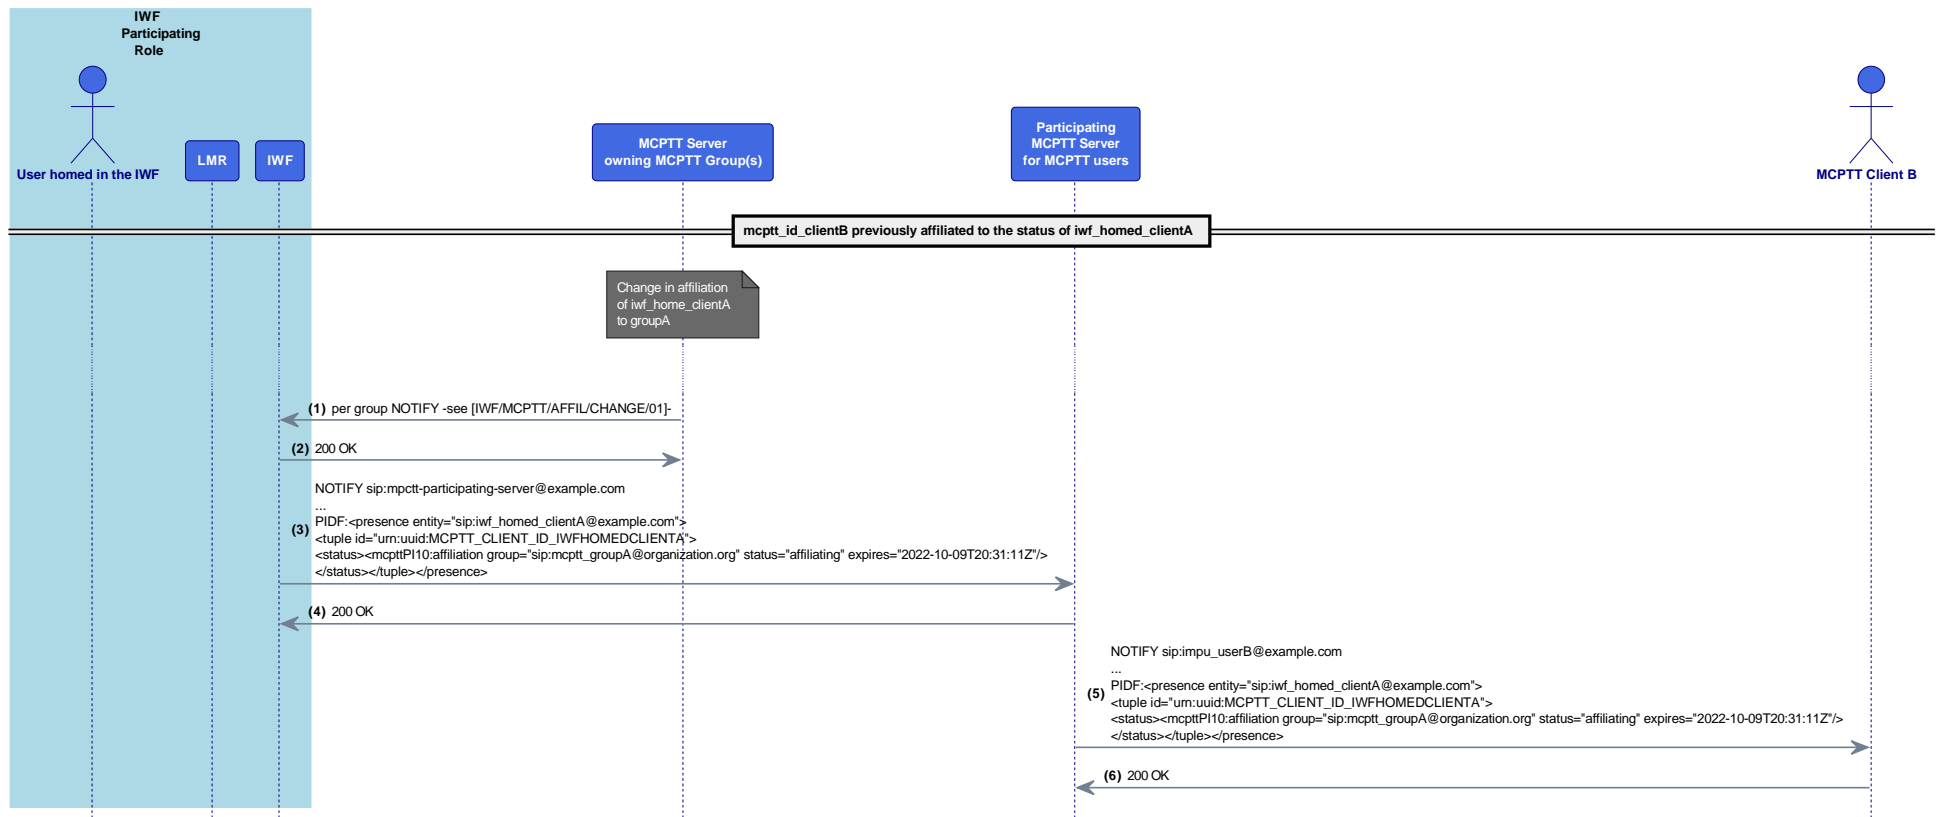 IWF
Participating
Role
User homed in the IWF
LMR
IWF
MCPTT Server
owning MCPTT Group(s)
Participating
MCPTT Server
for MCPTT users
MCPTT Client B
mcptt_id_clientB previously affiliated to the status of iwf_homed_clientA
Change in affiliation
of iwf_home_clientA
to groupA
(1) per group NOTIFY -see [IWF/MCPTT/AFFIL/CHANGE/01]-
(2) 200 OK
NOTIFY sip:mpctt-participating-server@example.com
...
PIDF:<presence entity="sip:iwf_homed_clientA@example.com">
(3)
<tuple id="urn:uuid:MCPTT_CLIENT_ID_IWFHOMEDCLIENTA">
<status><mcpttPI10:affiliation group="sip:mcptt_groupA@organization.org" status="affiliating" expires="2022-10-09T20:31:11Z"/>
</status></tuple></presence>
(4) 200 OK
NOTIFY sip:impu_userB@example.com
...
PIDF:<presence entity="sip:iwf_homed_clientA@example.com">
(5)
<tuple id="urn:uuid:MCPTT_CLIENT_ID_IWFHOMEDCLIENTA">
<status><mcpttPI10:affiliation group="sip:mcptt_groupA@organization.org" status="affiliating" expires="2022-10-09T20:31:11Z"/>
</status></tuple></presence>
(6) 200 OK